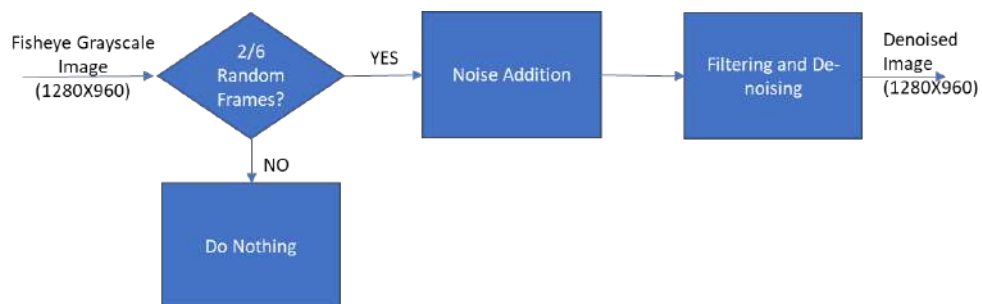 Fisheye Grayscale
Image
(1280X960)
2/6
Random
Frames?
YES
Noise Addition
Filtering and De-
noising
Denoised
Image
(1280X960)
NO
Do Nothing